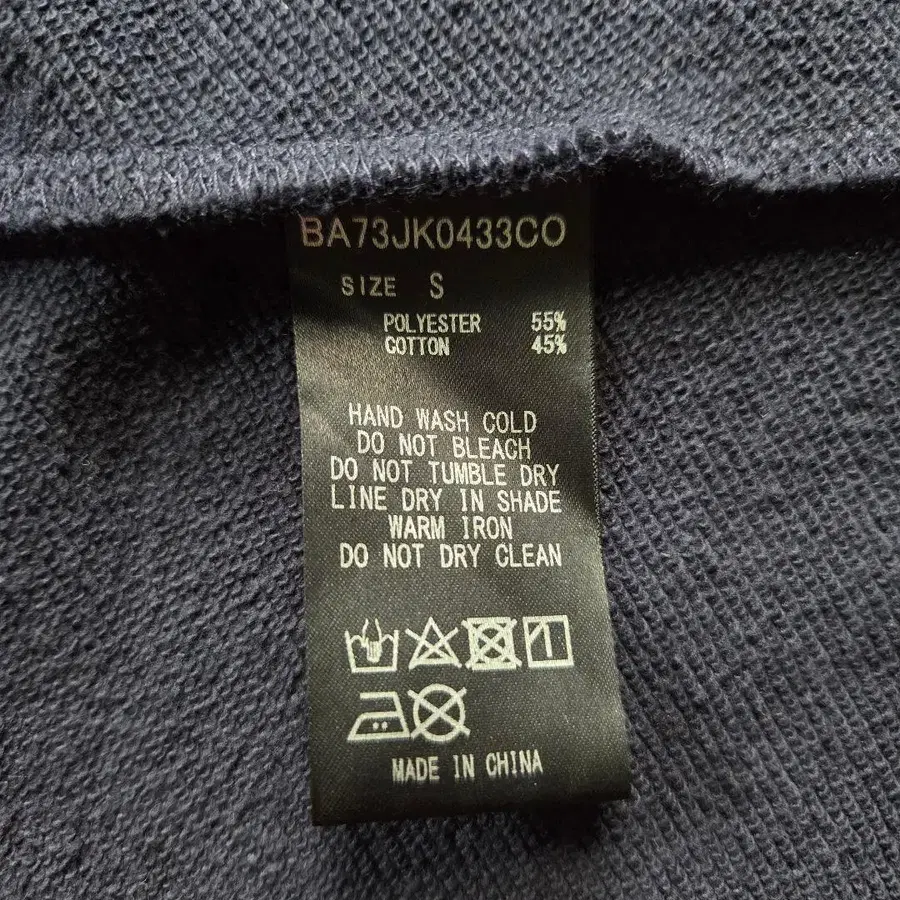 BA73JK0433CO
SIZE S
POLYESTER 55%
COTTON 45%
HAND WASH COLD
DO NOT BLEACH
DO NOT TUMBLE DRY
LINE DRY IN SHADE
WARM IRON
DO NOT DRY CLEAN
MADE IN CHINA